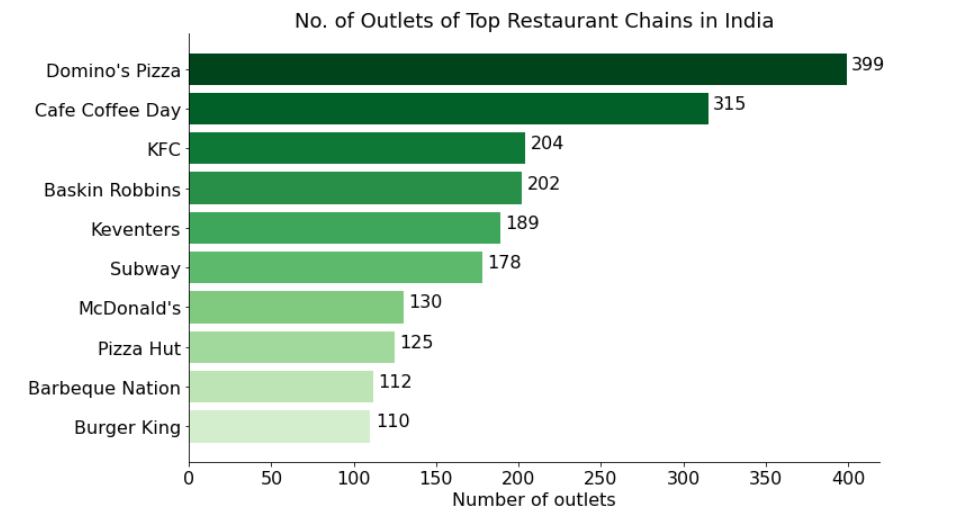 No. of Outlets of Top Restaurant Chains in India
Domino's Pizza 399
Cafe Coffee Day 315
KFC 204
Baskin Robbins 202
Keventers 189
Subway 178
McDonald's 130
Pizza Hut 125
Barbeque Nation 112
Burger King 110
0 50 100 150 200 250 300 350 400
Number of outlets